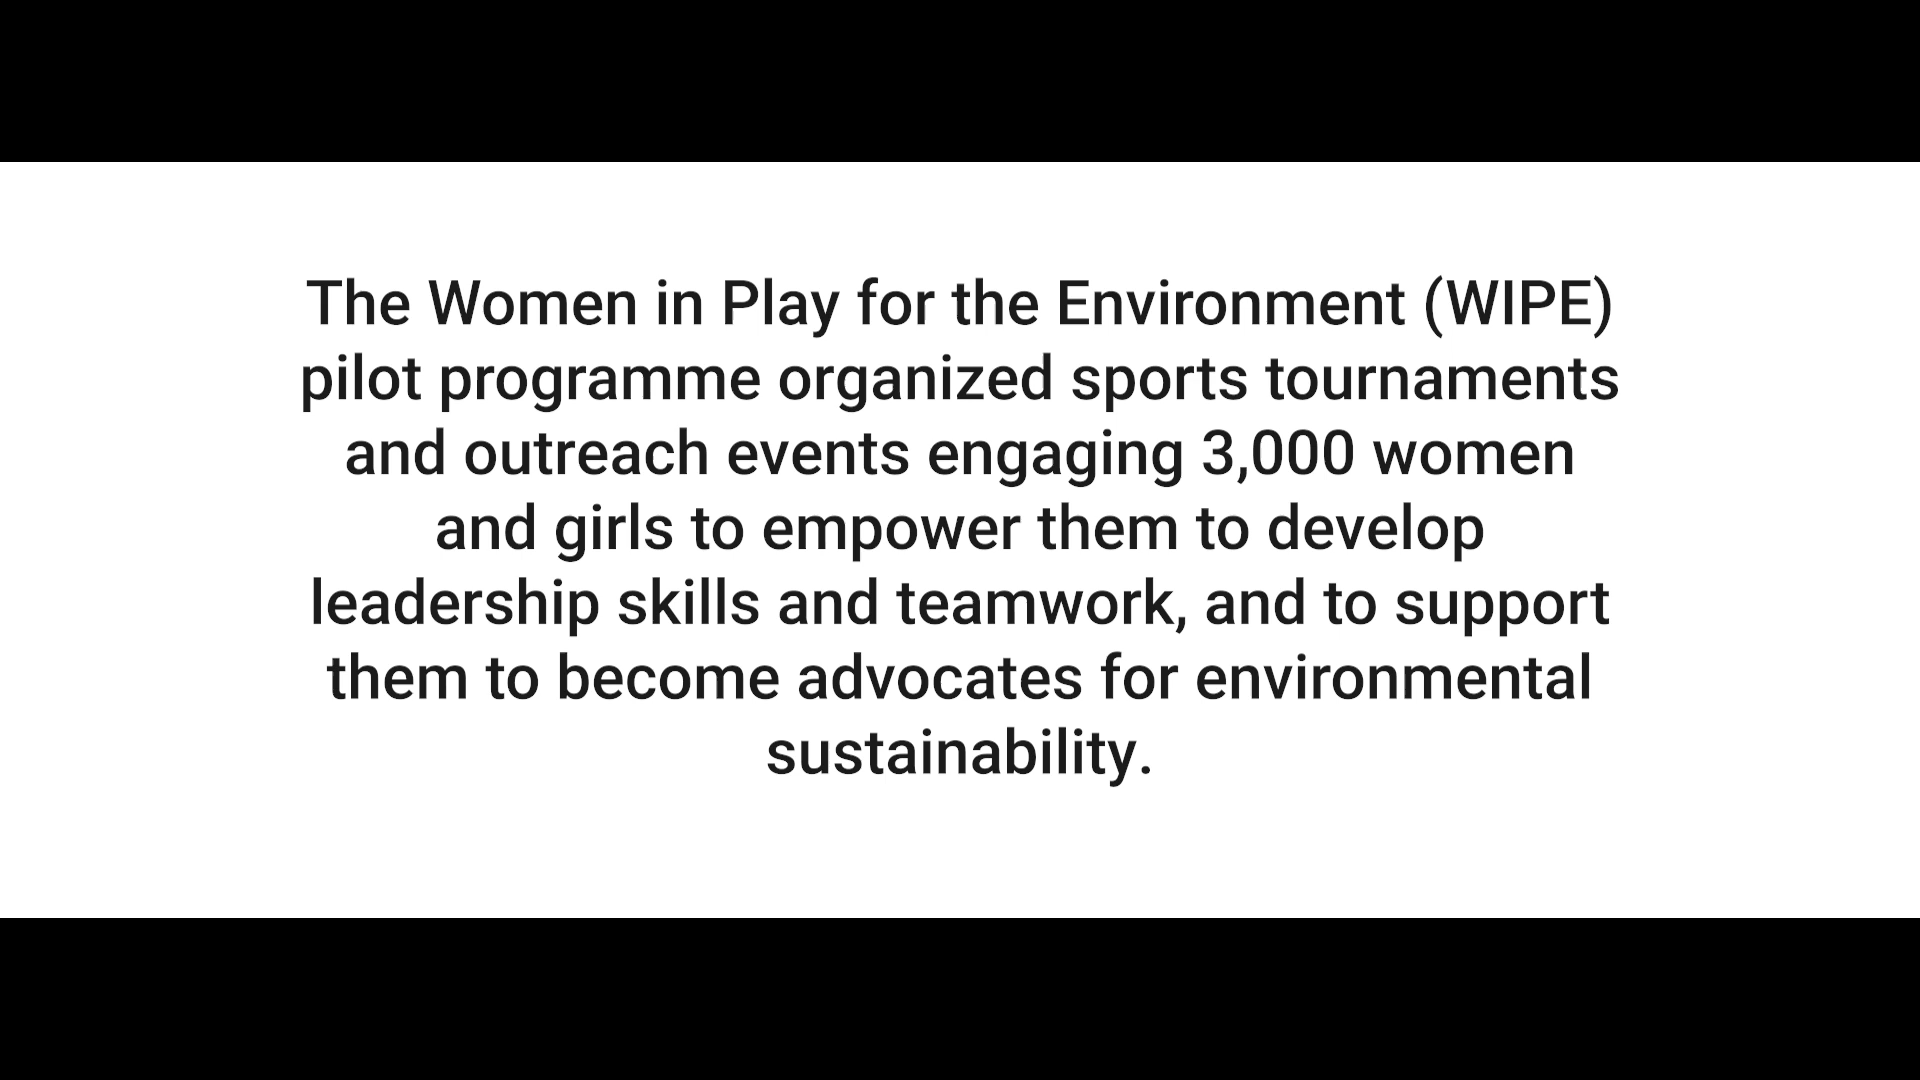 The Women in Play for the Environment (WIPE)
pilot programme organized sports tournaments
and outreach events engaging 3,000 women
and girls to empower them to develop
leadership skills and teamwork, and to support
them to become advocates for environmental
sustainability.